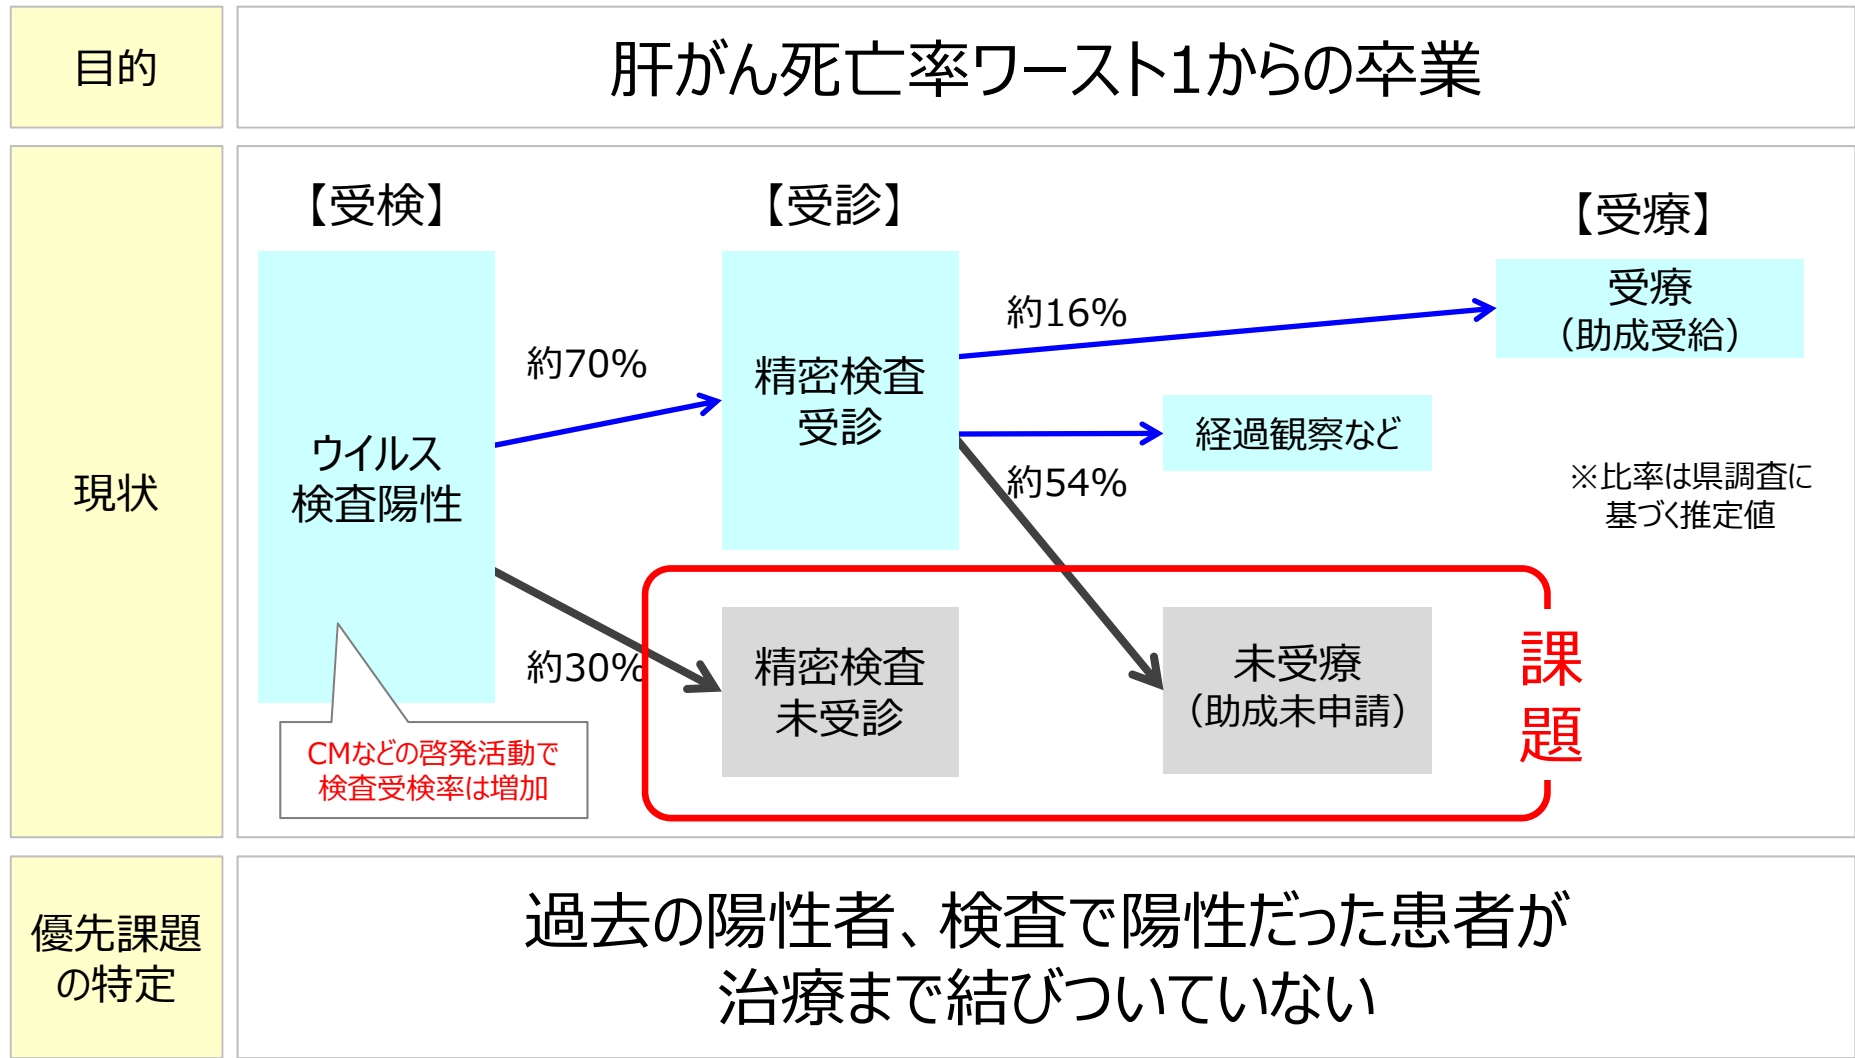 目的
肝がん死亡率ワースト1からの卒業
現状
【受検】
【受診】
【受療】
ウイルス
検査陽性
約70%
約30%
CMなどの啓発活動で
検査受検率は増加
精密検査
受診
精密検査
未受診
約16%
約54%
受療
（助成受給）
経過観察など
※比率は県調査に
基づく推定値
未受療
（助成未申請）
課
題
優先課題
の特定
過去の陽性者、検査で陽性だった患者が
治療まで結びついていない